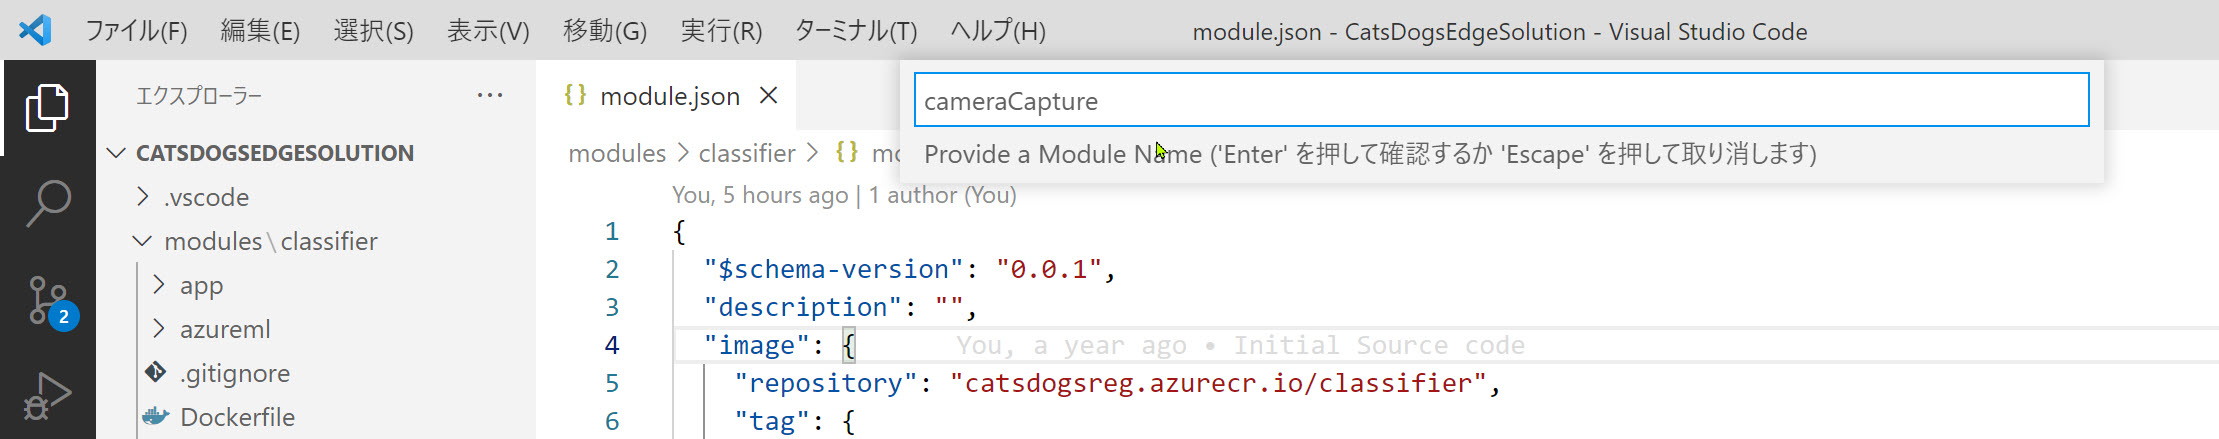 ファイル(F) 編集(E) 選択(S) 表示(V) 移動(G) 実行(R) ターミナル(T) ヘルプ(H) module.json - CatsDogsEdgeSolution - Visual Studio Code
エクスプローラー ···
CATSDOGSEDGESOLUTION
.vscode
modules\classifier
app
azureml
.gitignore
Dockerfile
2
{} module.json
cameraCapture
Provide a Module Name ('Enter' を押して確認するか 'Escape' を押して取り消します)
modules > classifier > {}
You, 5 hours ago | 1 author (You)
1 {
2 "$schema-version": "0.0.1",
3 "description": "",
4 "image": { You, a year ago • Initial Source code
5 "repository": "catsdogsreg.azurecr.io/classifier",
6 "tag": {